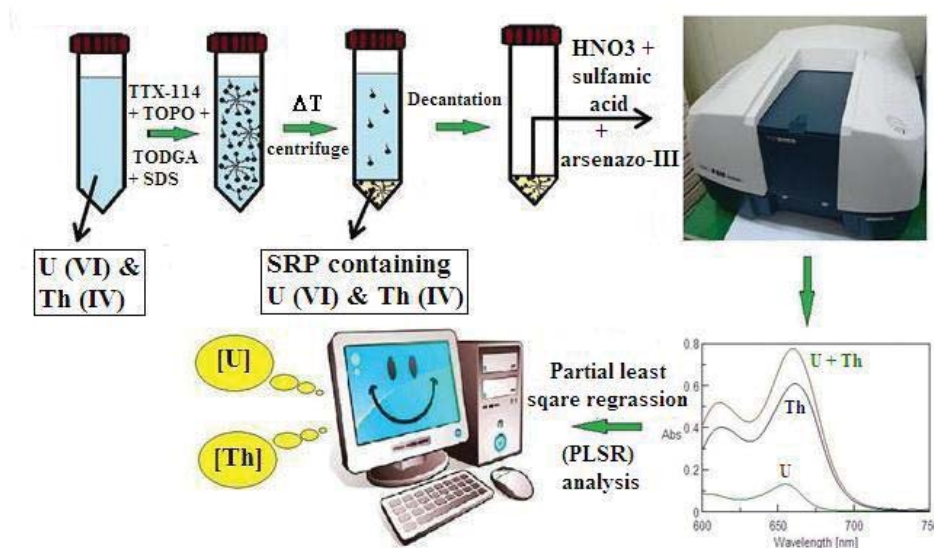 TTX-114
+ TOPO +
TODGA
+ SDS
ΔT
centrifuge
Decantation
HNO3 +
sulfamic
acid
+
arsenazo-III
U (VI) &
Th (IV)
SRP containing
U (VI) & Th (IV)
[U]
[Th]
Partial least
sqare regrassion
(PLSR)
analysis
0.8
0.6
Abs
0.4
0.2
0
600
650
700
750
Wavelength [nm]
U + Th
Th
U